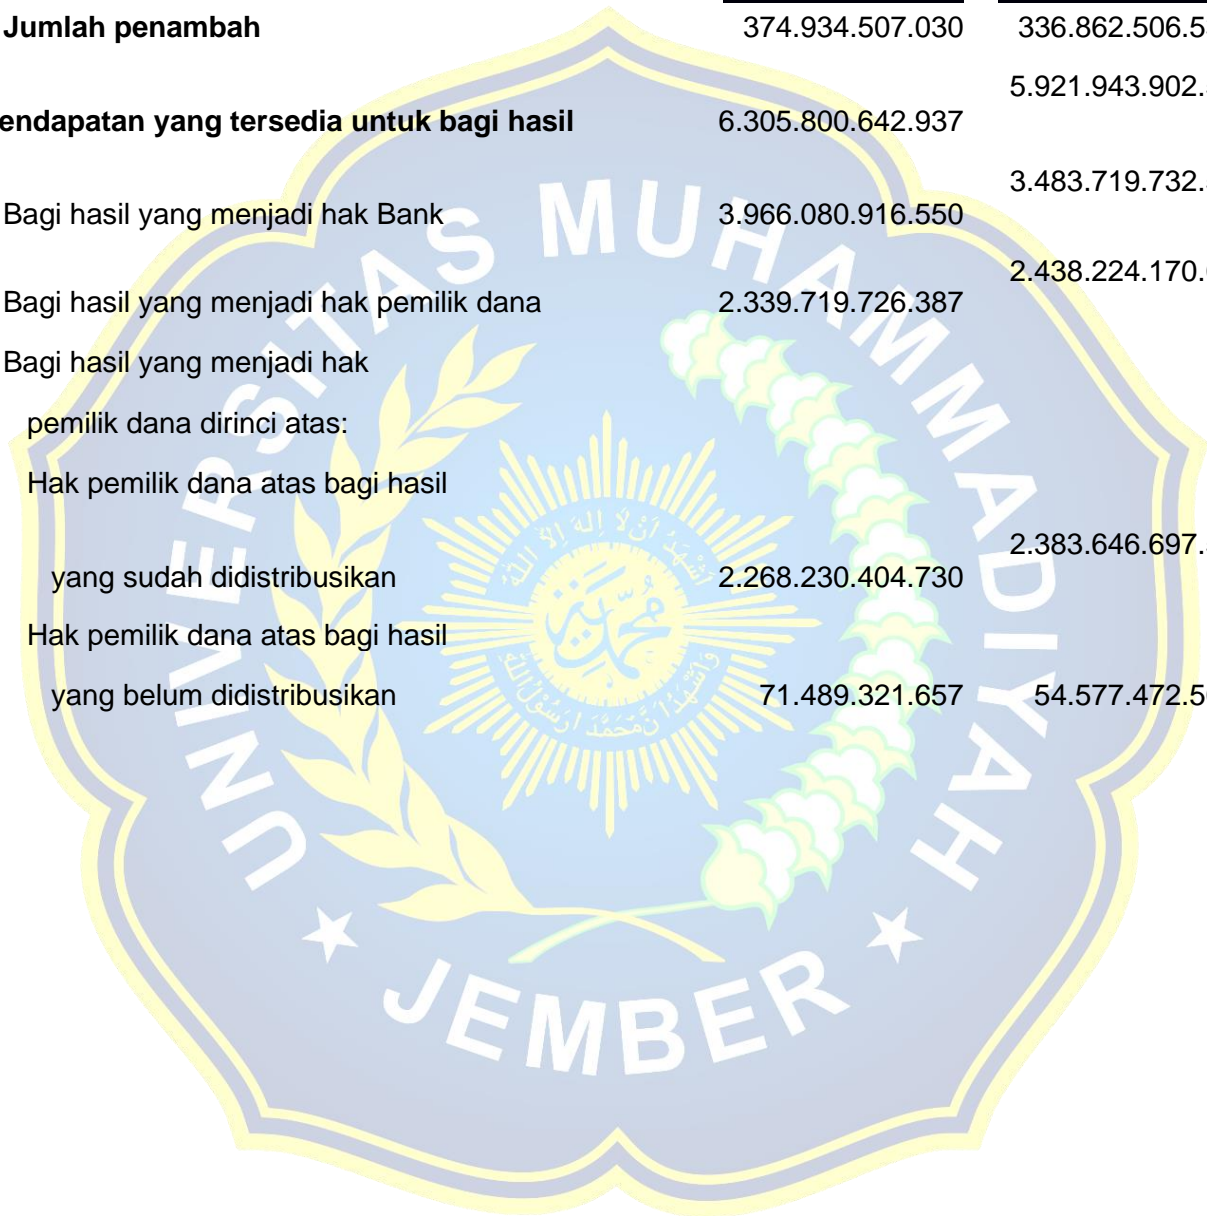 Jumlah penambah 374.934.507.030 336.862.506.5
5.921.943.902.
endapatan yang tersedia untuk bagi hasil 6.305.800.642.937
3.483.719.732.
Bagi hasil yang menjadi hak Bank 3.966.080.916.550
2.438.224.170.
Bagi hasil yang menjadi hak pemilik dana 2.339.719.726.387
Bagi hasil yang menjadi hak
pemilik dana dirinci atas:
Hak pemilik dana atas bagi hasil
2.383.646.697.
yang sudah didistribusikan 2.268.230.404.730
Hak pemilik dana atas bagi hasil
yang belum didistribusikan 71.489.321.657 54.577.472.5
UNIVERSITAS MUHAMMADIYAH
JEMBER